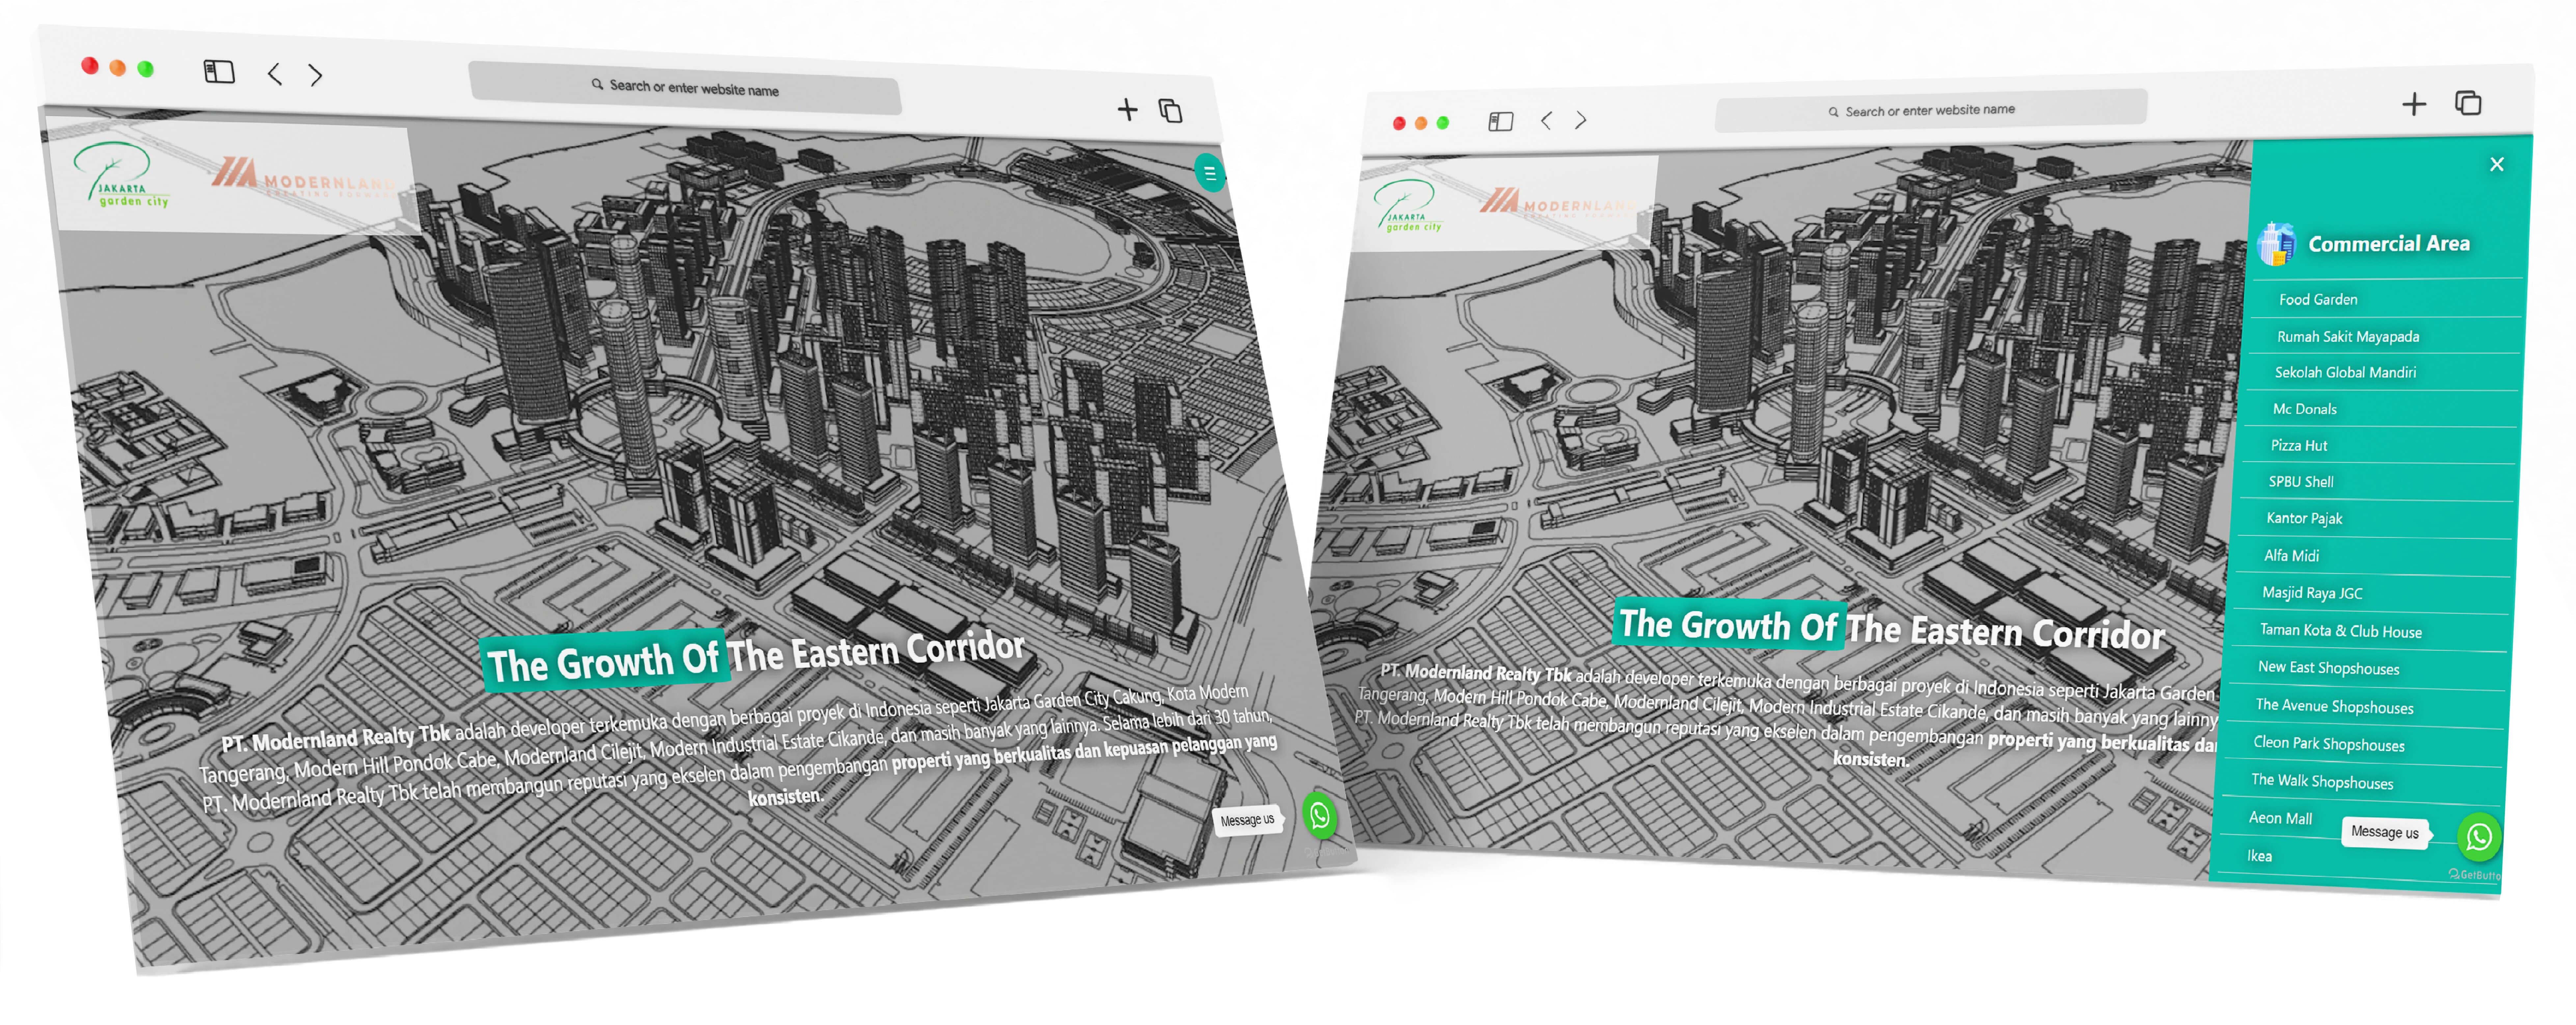 Search or enter website name
JAKARTA
garden city
MODERNLAND
The Growth Of The Eastern Corridor
PT. Modernland Realty Tbk adalah developer terkemuka dengan berbagai proyek di Indonesia seperti Jakarta Garden City Cakung, Kota Modern
Tangerang, Modern Hill Pondok Cabe, Modernland Cilejit, Modern Industrial Estate Cikande, dan masih banyak yang lainnya. Selama lebih dari 30 tahun,
PT. Modernland Realty Tbk telah membangun reputasi yang ekselen dalam pengembangan properti yang berkualitas dan kepuasan pelanggan yang
konsisten.
Message us
Search or enter website name
JAKARTA
garden city
MODERNLAND
The Growth Of The Eastern Corridor
PT. Modernland Realty Tbk adalah developer terkemuka dengan berbagai proyek di Indonesia seperti Jakarta Garden
Tangerang, Modern Hill Pondok Cabe, Modernland Cilejit, Modern Industrial Estate Cikande, dan masih banyak yang lainny
PT. Modernland Realty Tbk telah membangun reputasi yang ekselen dalam pengembangan properti yang berkualitas da
konsisten.
Commercial Area
Food Garden
Rumah Sakit Mayapada
Sekolah Global Mandiri
Mc Donals
Pizza Hut
SPBU Shell
Kantor Pajak
Alfa Midi
Masjid Raya JGC
Taman Kota & Club House
New East Shopshouses
The Avenue Shopshouses
Cleon Park Shopshouses
The Walk Shopshouses
Aeon Mall
Message us
Ikea
GetButto